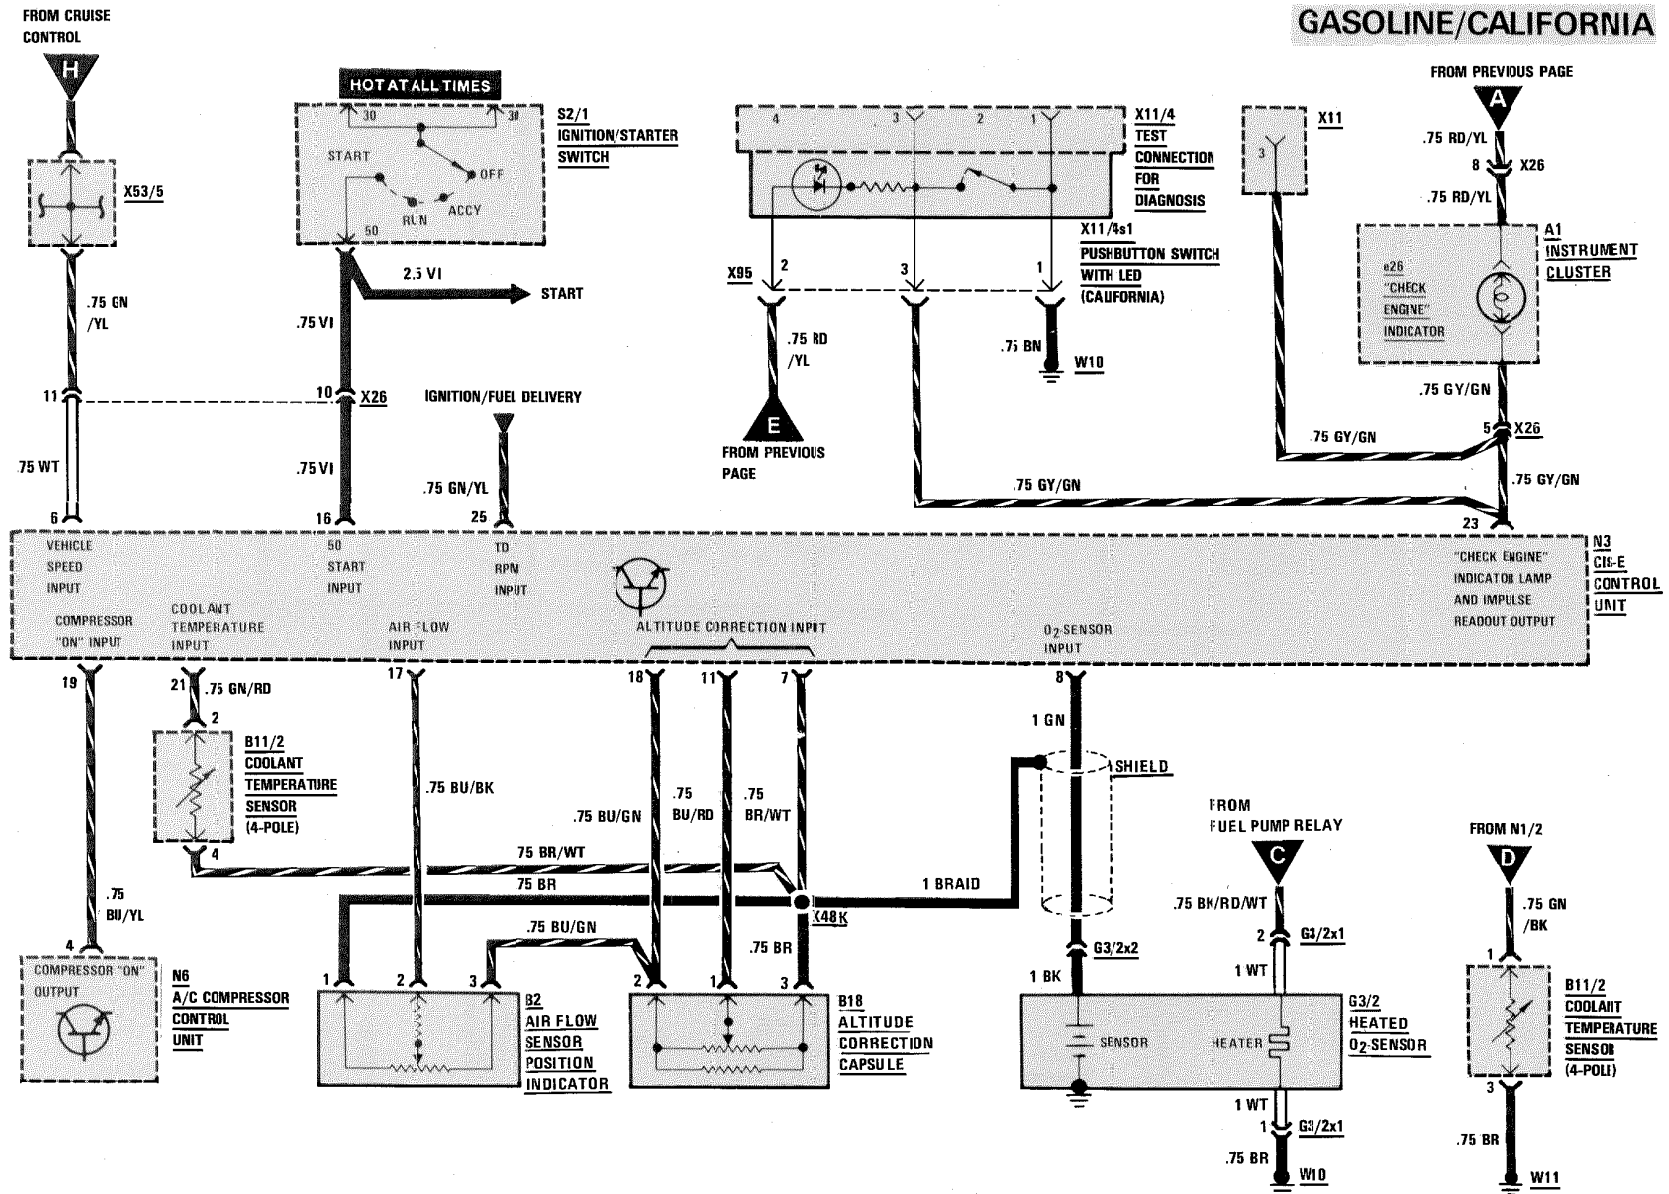 GASOLINE/CALIFORNIA
FROM CRUISE
CONTROL
H
X53/5
.75 GN
/YL
11
.75 WT
6
HOT AT ALL TIMES
30
30
START
OFF
ACCY
RUN
50
S2/1
IGNITION/STARTER
SWITCH
2.5 VI
START
.75 VI
10
X26
.75 VI
16
IGNITION/FUEL DELIVERY
.75 GN/YL
25
4
3
2
1
X11/4
TEST
CONNECTION
FOR
DIAGNOSIS
X11/4s1
PUSHBUTTON SWITCH
WITH LED
(CALIFORNIA)
X95
2
3
1
.75 RD
/YL
E
FROM PREVIOUS
PAGE
.75 BN
W10
.75 GY/GN
3
X11
.75 GY/GN
FROM PREVIOUS PAGE
A
.75 RD/YL
8
X26
.75 RD/YL
A1
INSTRUMENT
CLUSTER
e26
"CHECK
ENGINE"
INDICATOR
.75 GY/GN
5
X26
.75 GY/GN
23
VEHICLE
SPEED
INPUT
COMPRESSOR
"ON" INPUT
COOLANT
TEMPERATURE
INPUT
50
START
INPUT
AIR FLOW
INPUT
TD
RPN
INPUT
ALTITUDE CORRECTION INPUT
O2-SENSOR
INPUT
"CHECK ENGINE"
INDICATOR LAMP
AND IMPULSE
READOUT OUTPUT
N3
CIS-E
CONTROL
UNIT
19
21
17
18
11
7
8
.75 GN/RD
2
B11/2
COOLANT
TEMPERATURE
SENSOR
(4-POLE)
4
.75
BU/YL
4
COMPRESSOR "ON"
OUTPUT
N6
A/C COMPRESSOR
CONTROL
UNIT
.75 BU/BK
75 BR/WT
75 BR
.75 BU/GN
.75 BU/GN
.75
BU/RD
.75
BR/WT
X48K
.75 BR
1 BRAID
1
2
3
B2
AIR FLOW
SENSOR
POSITION
INDICATOR
2
1
3
B18
ALTITUDE
CORRECTION
CAPSULE
1 GN
SHIELD
G3/2x2
1 BK
SENSOR
HEATER
G3/2
HEATED
O2-SENSOR
FROM
FUEL PUMP RELAY
C
.75 BK/RD/WT
2
G3/2x1
1 WT
1 WT
1
G3/2x1
.75 BR
W10
FROM N1/2
D
.75 GN
/BK
1
B11/2
COOLANT
TEMPERATURE
SENSOR
(4-POLE)
3
.75 BR
W11